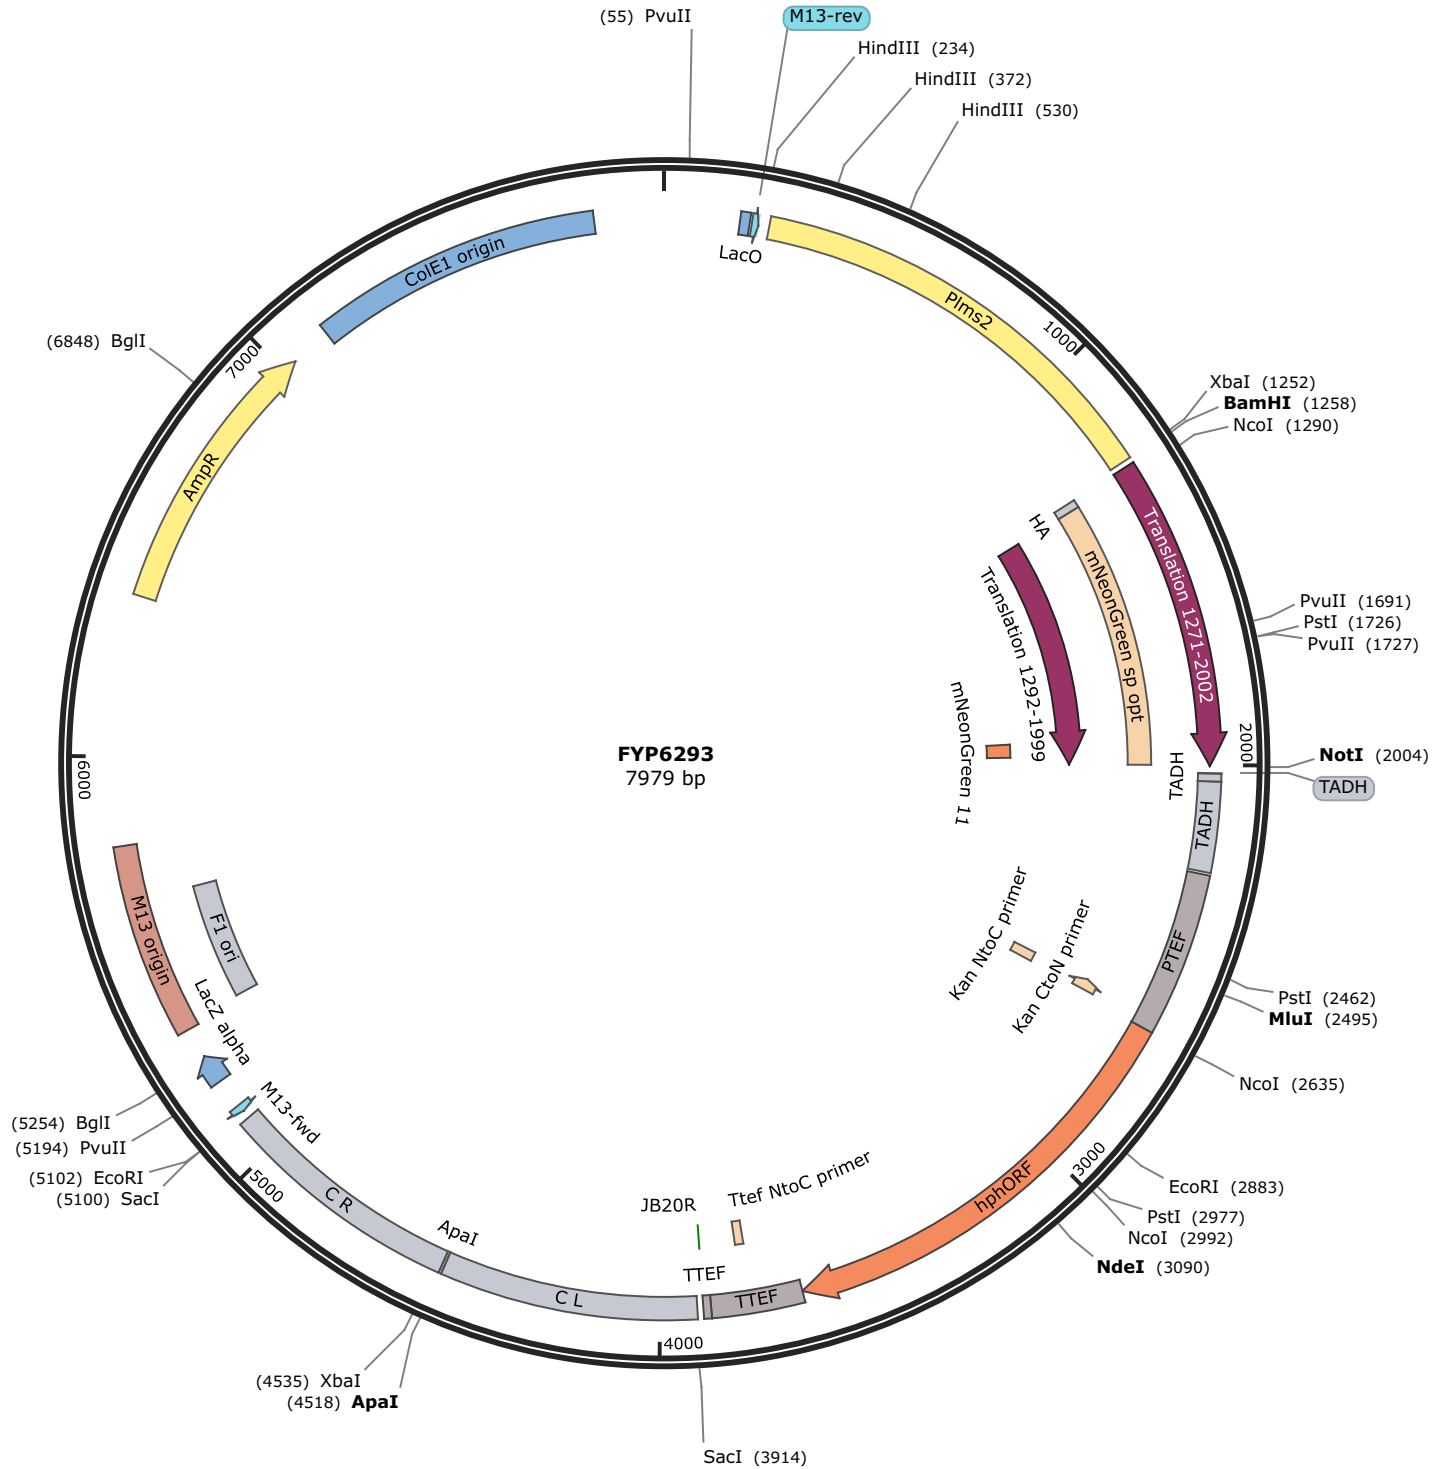 (55) PvuII
M13-rev
HindIII (234)
HindIII (372)
HindIII (530)
LacO
ColE1 origin
Plms2
1000
(6848) BglI
7000
XbaI (1252)
BamHI (1258)
NcoI (1290)
AmpR
HA
Translation 1271-2002
mNeonGreen sp opt
Translation 1292-1999
mNeonGreen 11
PvuII (1691)
PstI (1726)
PvuII (1727)
2000
NotI (2004)
TADH
TADH
TADH
FYP6293
7979 bp
6000
PTEF
Kan NtoC primer
Kan CtoN primer
M13 origin
F1 ori
LacZ alpha
PstI (2462)
MluI (2495)
NcoI (2635)
M13-fwd
(5254) BglI
(5194) PvuII
(5102) EcoRI
(5100) SacI
5000
3000
hphORF
EcoRI (2883)
PstI (2977)
NcoI (2992)
NdeI (3090)
C R
ApaI
JB20R
Ttef NtoC primer
TTEF
TTEF
C L
4000
(4535) XbaI
(4518) ApaI
SacI (3914)